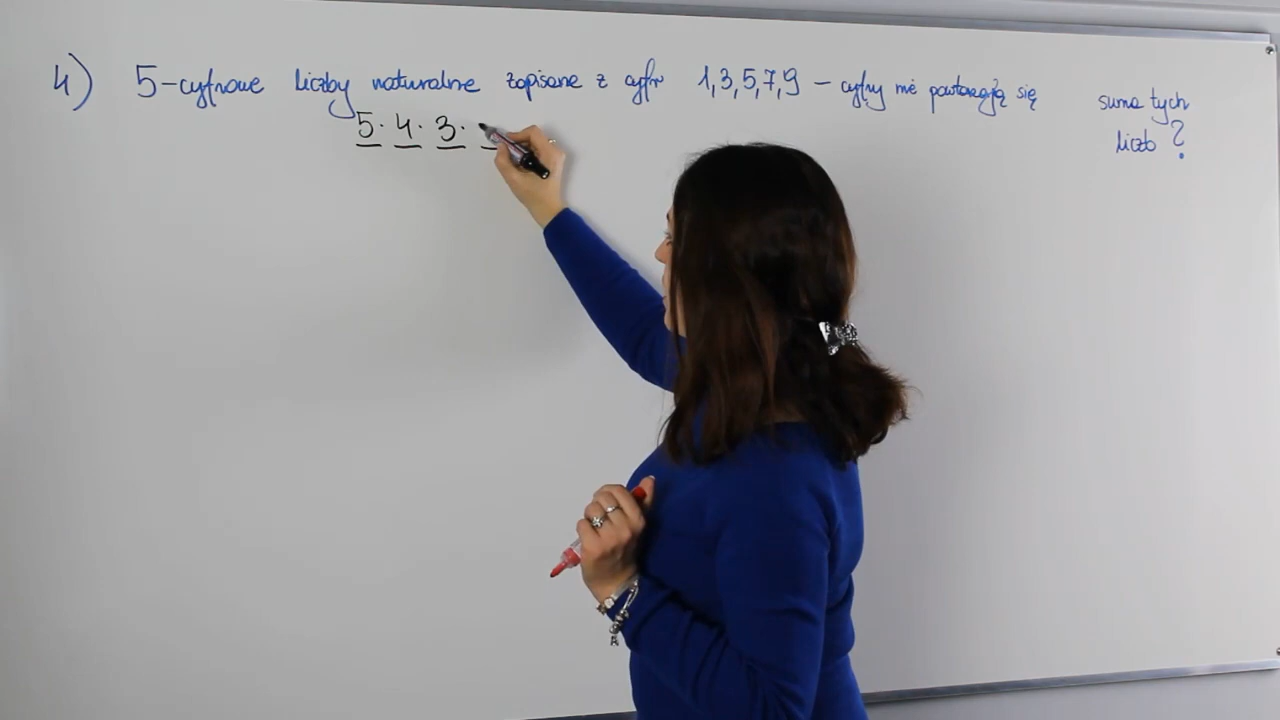 4) 5-cyfrowe liczby naturalne zapisane z cyfr 1,3,5,7,9 – cyfry nie powtarzają się
suma tych
liczb ?
5 · 4 · 3 ·